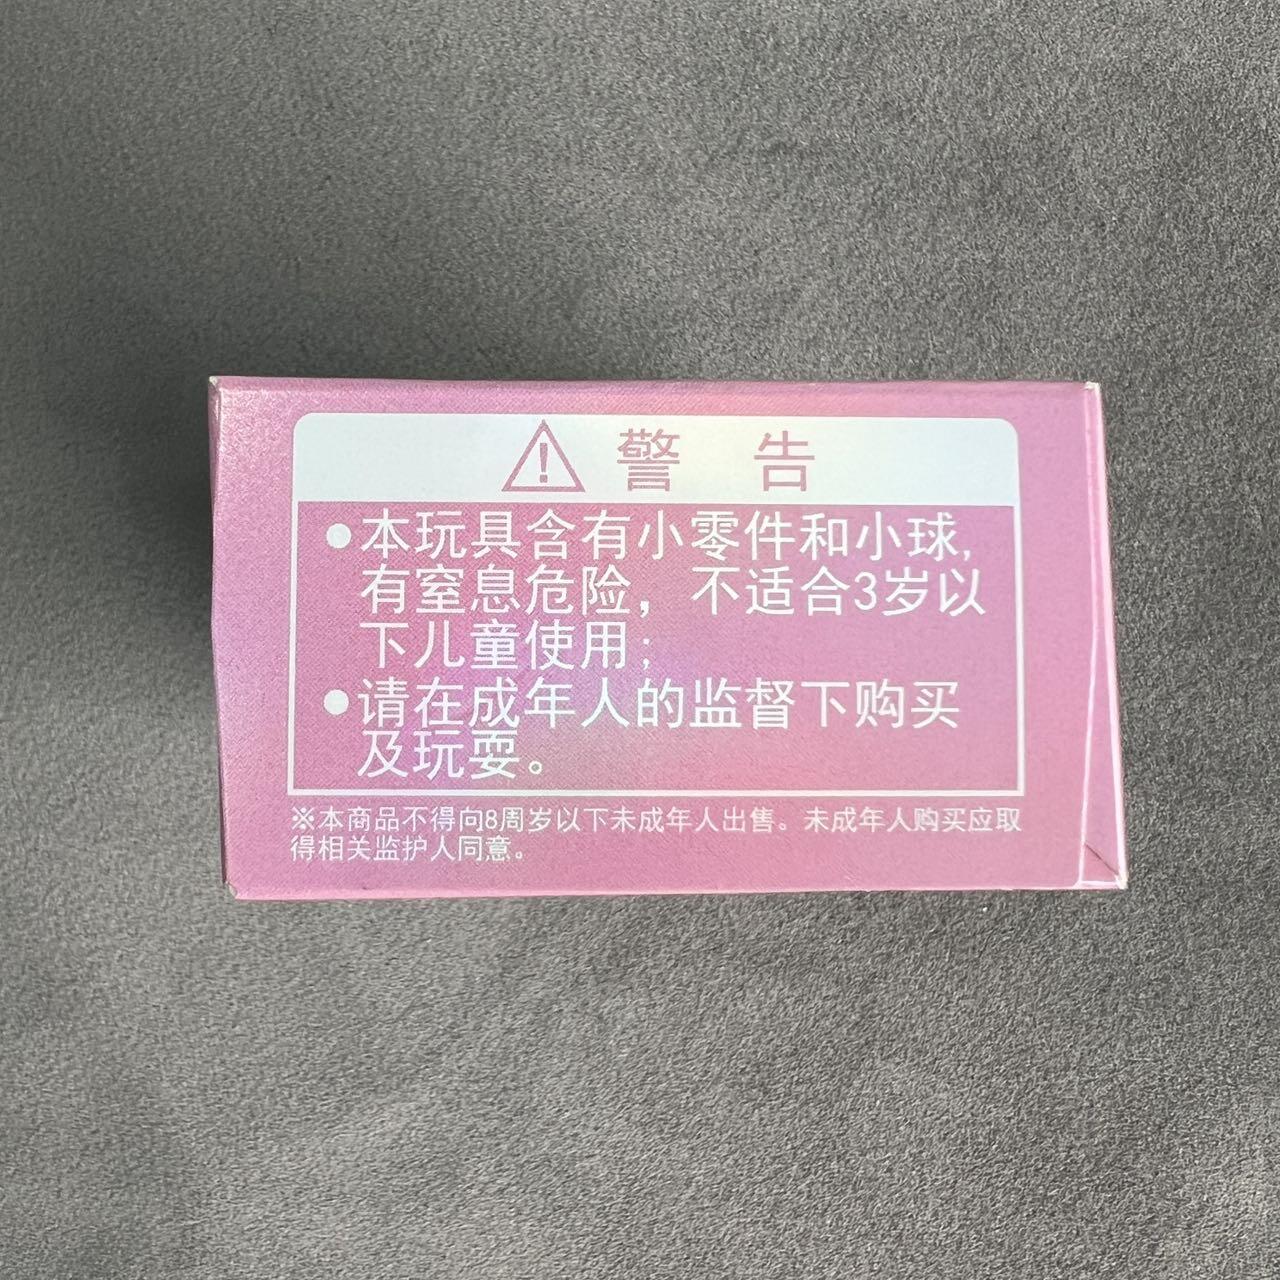 警 告
●本玩具含有小零件和小球,
有窒息危险，不适合3岁以
下儿童使用;
●请在成年人的监督下购买
及玩耍。
※本商品不得向8周岁以下未成年人出售。未成年人购买应取
得相关监护人同意。